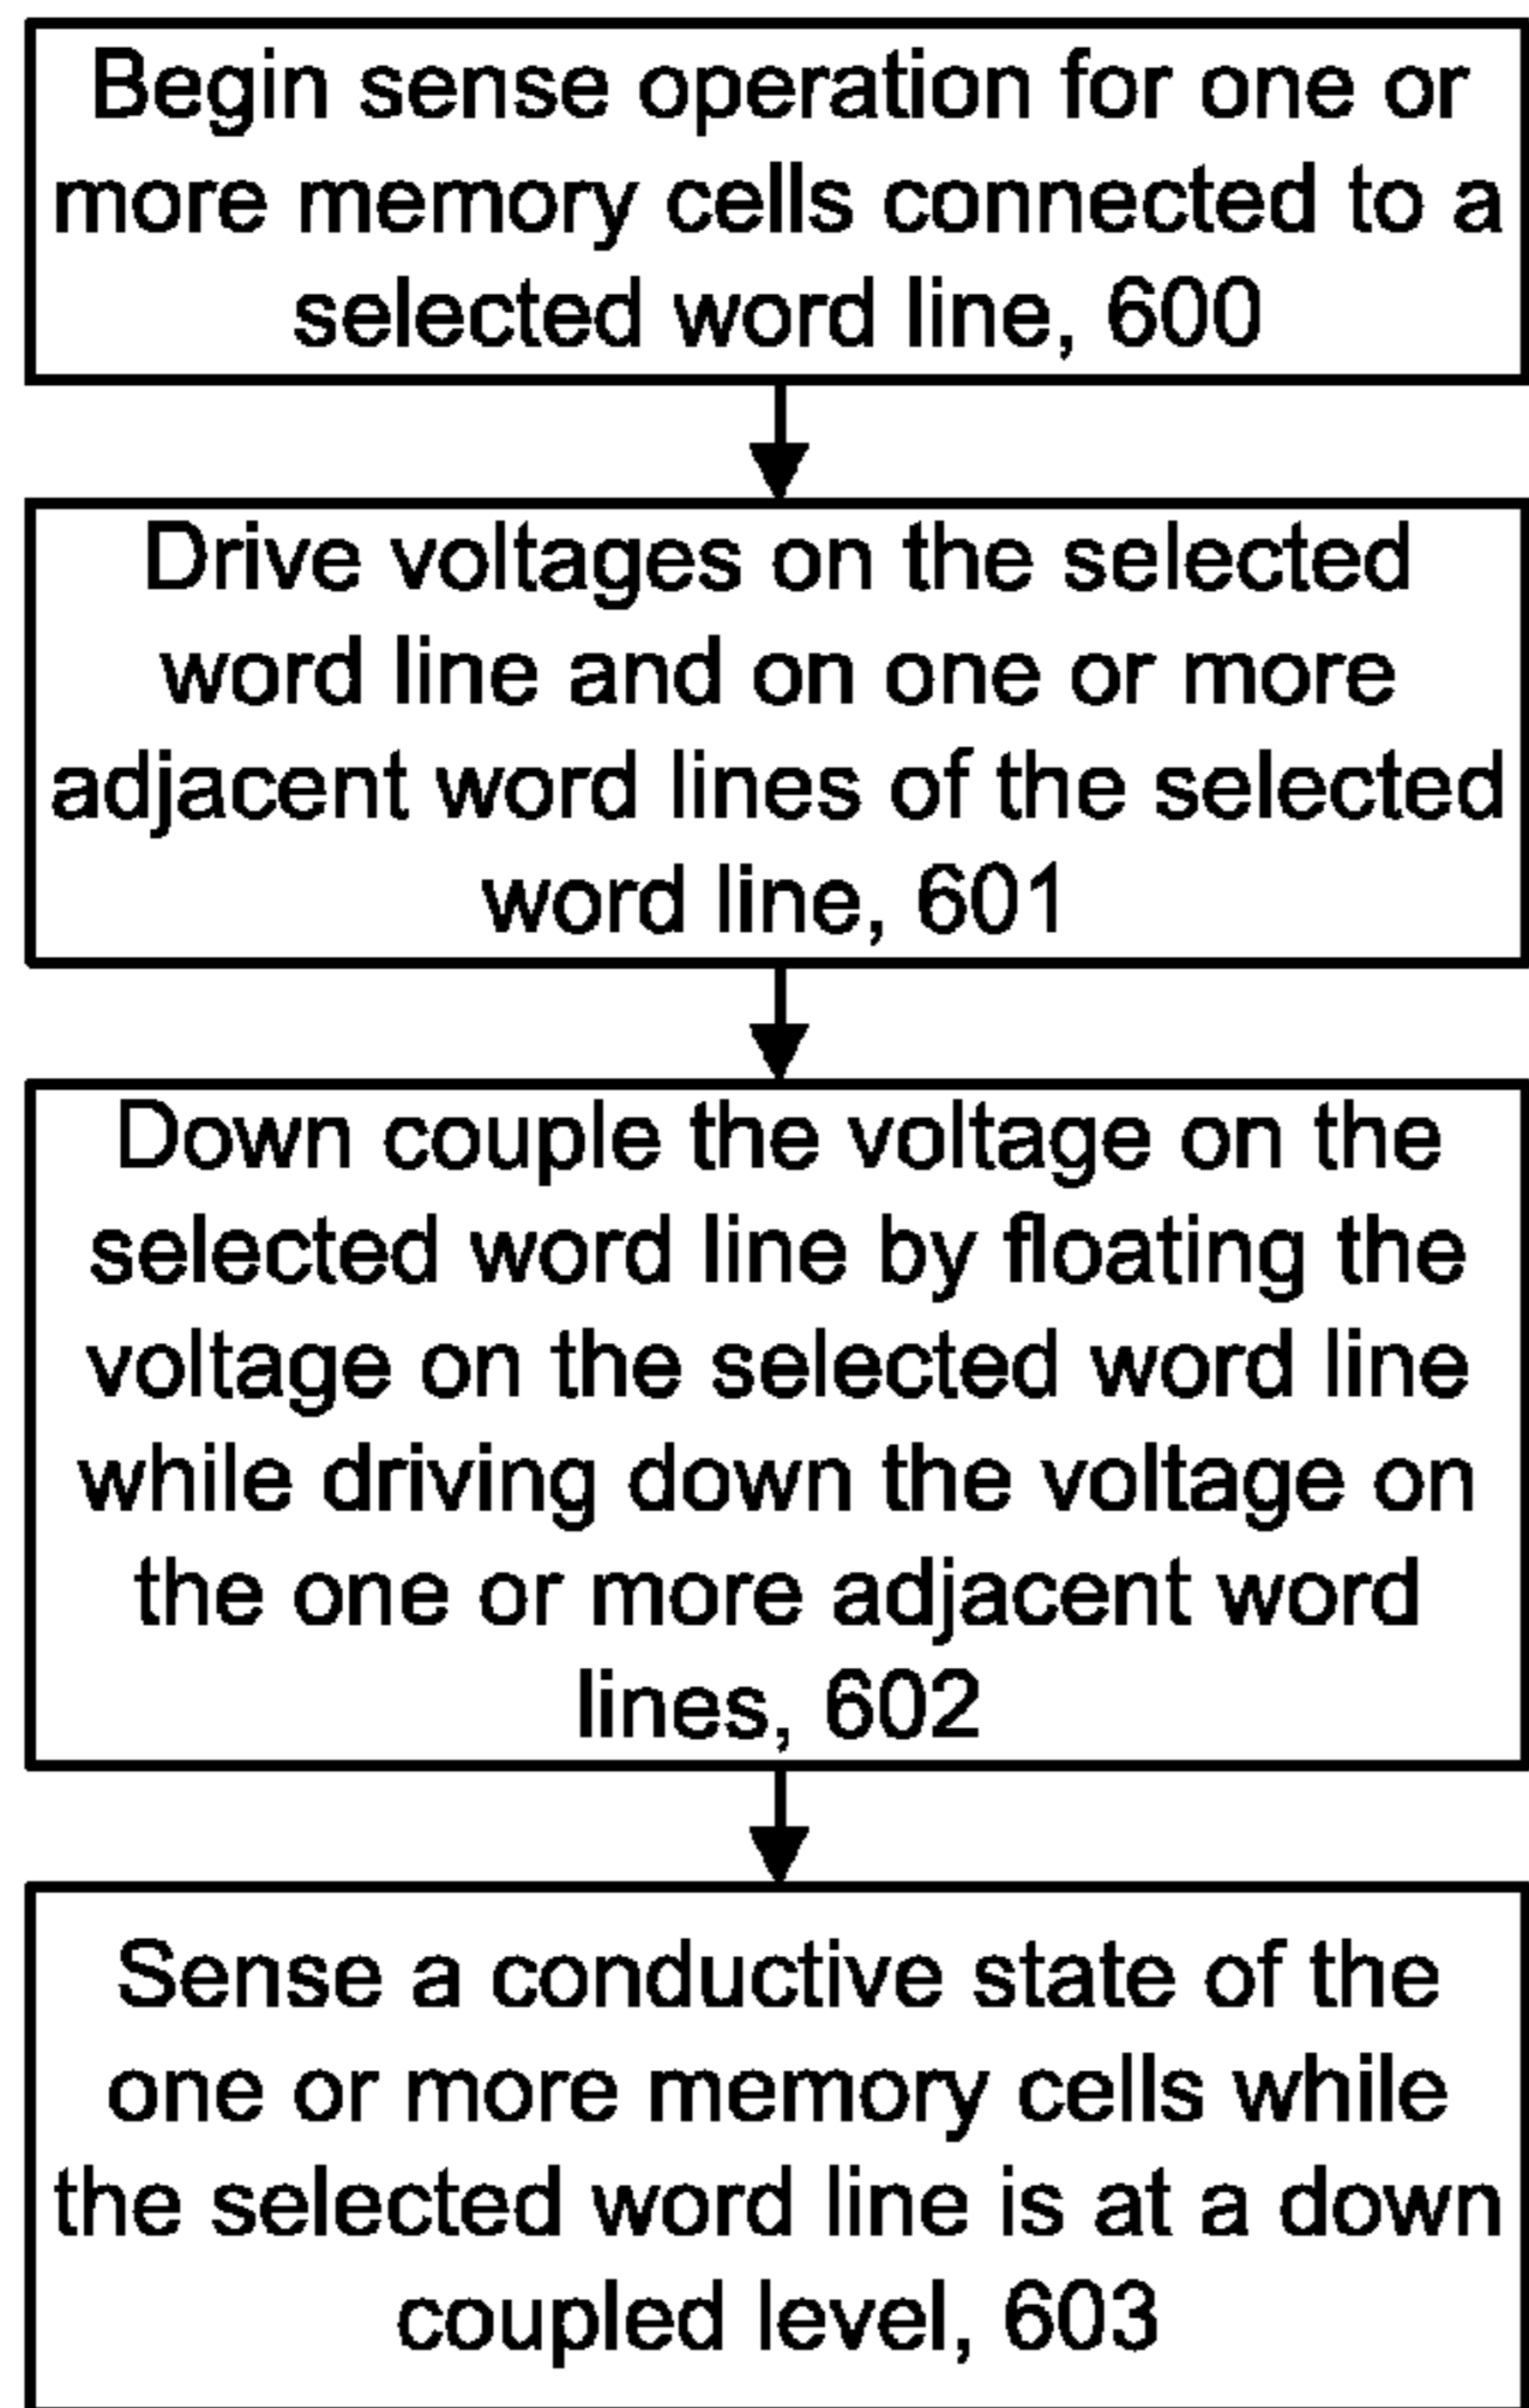 Begin sense operation for one or
more memory cells connected to a
selected word line, 600
Drive voltages on the selected
word line and on one or more
adjacent word lines of the selected
word line, 601
Down couple the voltage on the
selected word line by floating the
voltage on the selected word line
while driving down the voltage on
the one or more adjacent word
lines, 602
Sense a conductive state of the
one or more memory cells while
the selected word line is at a down
coupled level, 603